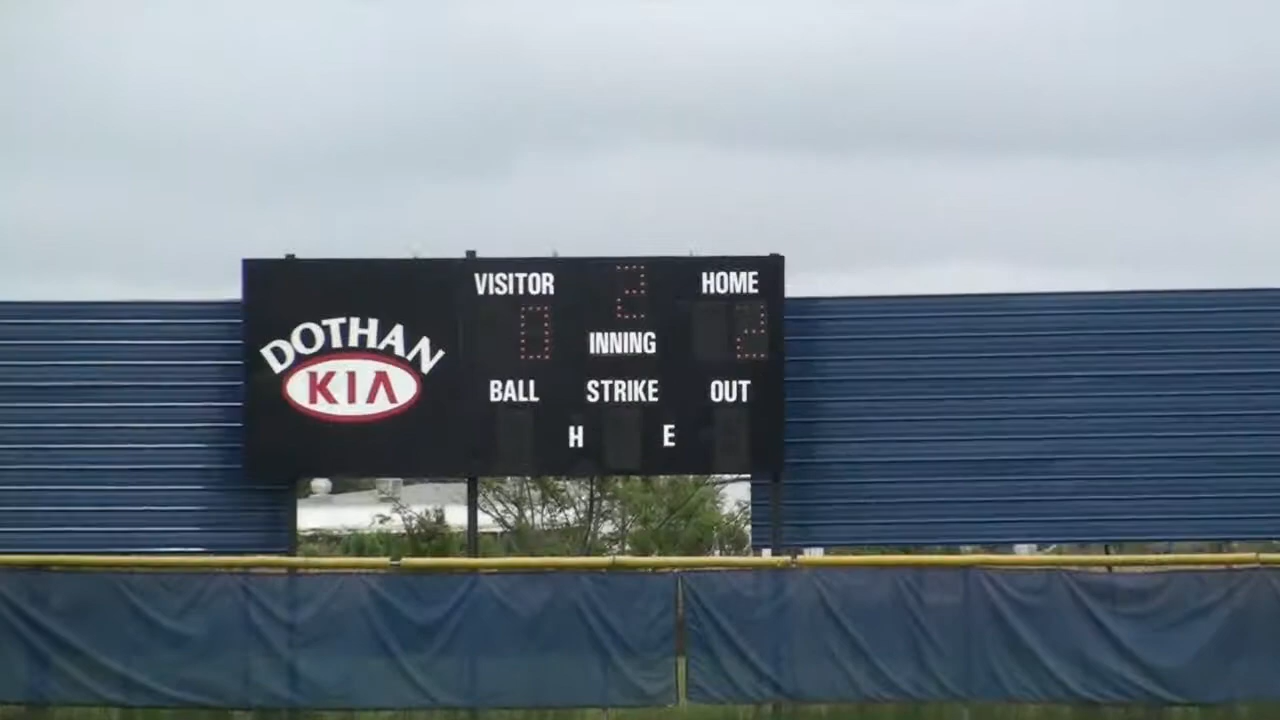 VISITOR 2 HOME
0 INNING 2
DOTHAN
KIA
BALL STRIKE OUT
H E